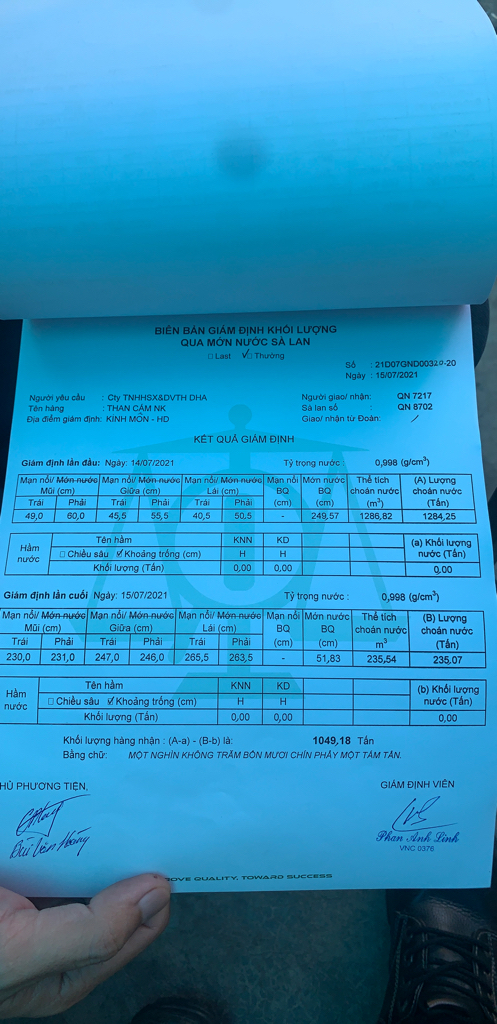 BIÊN BẢN GIÁM ĐỊNH KHỐI LƯỢNG
QUA MỚN NƯỚC SÀ LAN
□ Last ✓: Thường
Số : 21D07GND00320-20
Ngày : 15/07/2021
Người yêu cầu : Cty TNHHSX&DVTH DHA
Người giao/ nhận: QN 7217
Tên hàng : THAN CÁM NK
Sà lan số : QN 8702
Địa điểm giám định: KINH MÔN - HD
Giao/ nhận từ Đoàn: /
KẾT QUẢ GIÁM ĐỊNH
Giám định lần đầu: Ngày: 14/07/2021 Tỷ trọng nước : 0,998 (g/cm³)
Mạn nổi/ Mớn nước Mũi (cm) Mạn nổi/ Mớn nước Giữa (cm) Mạn nổi/ Mớn nước Lái (cm) Mạn nổi BQ (cm) Mớn nước BQ (cm) Thể tích choán nước (m³) (A) Lượng choán nước (Tấn)
Trái Phải Trái Phải Trái Phải
49,0 60,0 45,5 55,5 40,5 50,5 - 249,57 1286,82 1284,25
Hầm nước Tên hầm KNN KD (a) Khối lượng nước (Tấn)
□ Chiều sâu ✓ Khoảng trống (cm) H H
Khối lượng (Tấn) 0,00 0,00 0,00
Giám định lần cuối Ngày: 15/07/2021 Tỷ trọng nước : 0,998 (g/cm³)
Mạn nổi/ Mớn nước Mũi (cm) Mạn nổi/ Mớn nước Giữa (cm) Mạn nổi/ Mớn nước Lái (cm) Mạn nổi BQ (cm) Mớn nước BQ (cm) Thể tích choán nước m³ (B) Lượng choán nước (Tấn)
Trái Phải Trái Phải Trái Phải
230,0 231,0 247,0 246,0 265,5 263,5 - 51,83 235,54 235,07
Hầm nước Tên hầm KNN KD (b) Khối lượng nước (Tấn)
□ Chiều sâu ✓ Khoảng trống (cm) H H
Khối lượng (Tấn) 0,00 0,00 0,00
Khối lượng hàng nhận : (A-a) - (B-b) là: 1049,18 Tấn
Bằng chữ: MỘT NGHÌN KHÔNG TRĂM BỐN MƯƠI CHÍN PHẨY MỘT TÁM TẤN.
HỦ PHƯƠNG TIỆN,
GIÁM ĐỊNH VIÊN
Bùi Văn Hoàng
Phan Anh Linh
VNC 0376
OVE QUALITY, TOWARD SUCCESS